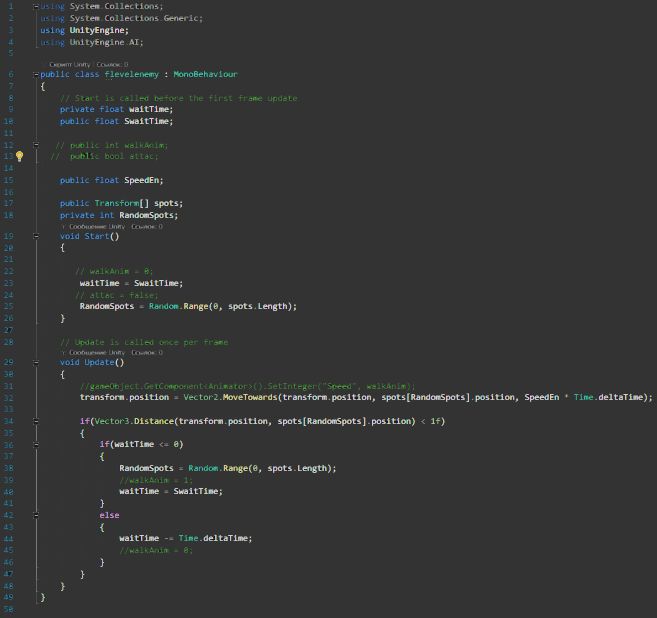 1 using System.Collections;
2 using System.Collections.Generic;
3 using UnityEngine;
4 using UnityEngine.AI;
5
Скрипт Unity | Ссылок: 0
6 public class flevelenemy : MonoBehaviour
7 {
8 // Start is called before the first frame update
9 private float waitTime;
10 public float SwaitTime;
11
12 // public int walkAnim;
13 // public bool attac;
14
15 public float SpeedEn;
16
17 public Transform[] spots;
18 private int RandomSpots;
Сообщение Unity | Ссылок: 0
19 void Start()
20 {
21
22 // walkAnim = 0;
23 waitTime = SwaitTime;
24 // attac = false;
25 RandomSpots = Random.Range(0, spots.Length);
26 }
27
28 // Update is called once per frame
Сообщение Unity | Ссылок: 0
29 void Update()
30 {
31 //gameObject.GetComponent<Animator>().SetInteger("Speed", walkAnim);
32 transform.position = Vector2.MoveTowards(transform.position, spots[RandomSpots].position, SpeedEn * Time.deltaTime);
33
34 if(Vector3.Distance(transform.position, spots[RandomSpots].position) < 1f)
35 {
36 if(waitTime <= 0)
37 {
38 RandomSpots = Random.Range(0, spots.Length);
39 //walkAnim = 1;
40 waitTime = SwaitTime;
41 }
42 else
43 {
44 waitTime -= Time.deltaTime;
45 //walkAnim = 0;
46 }
47 }
48 }
49 }
50